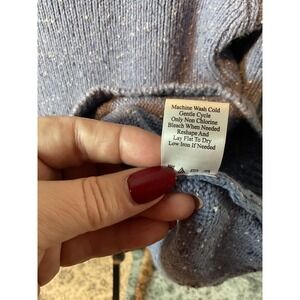 Machine Wash Cold
Gentle Cycle
Only Non Chlorine
Bleach When Needed
Reshape And
Lay Flat To Dry
Low Iron If Needed